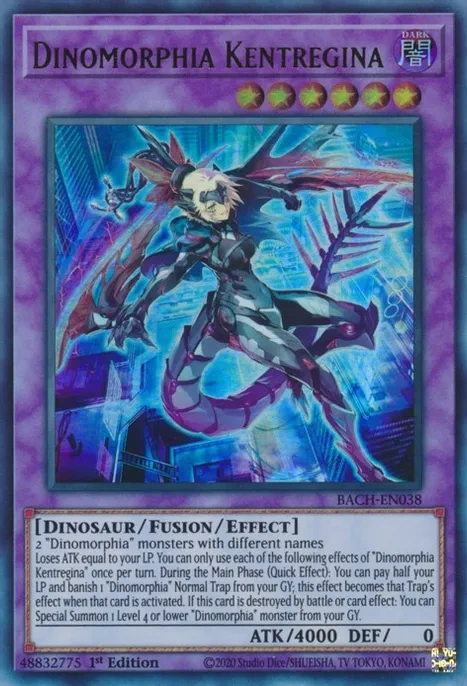 DINOMORPHIA KENTREGINA
DARK
闇
BACH-EN038
[DINOSAUR/FUSION/EFFECT]
2 "Dinomorphia" monsters with different names
Loses ATK equal to your LP. You can only use each of the following effects of "Dinomorphia
Kentregina" once per turn. During the Main Phase (Quick Effect): You can pay half your
LP and banish 1 "Dinomorphia" Normal Trap from your GY; this effect becomes that Trap's
effect when that card is activated. If this card is destroyed by battle or card effect: You can
Special Summon 1 Level 4 or lower "Dinomorphia" monster from your GY.
ATK/4000 DEF/ 0
48832775 1st Edition ©2020 Studio Dice/SHUEISHA, TV TOKYO, KONAMI